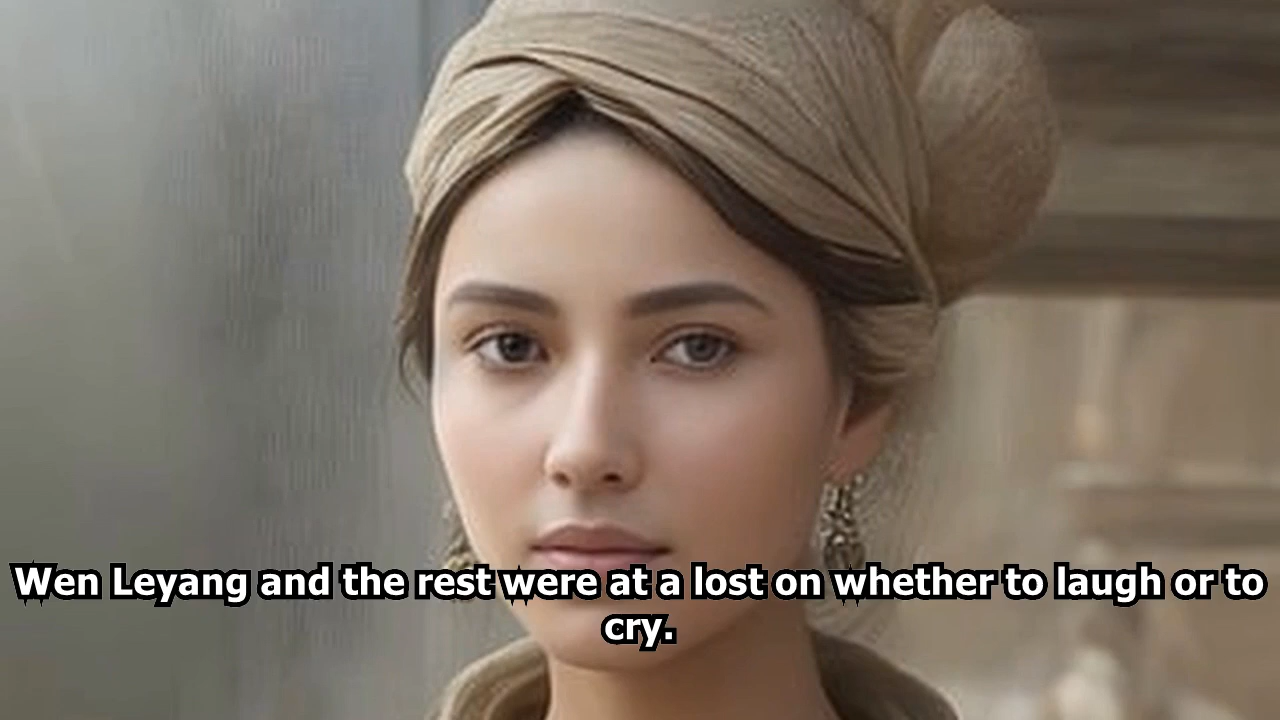 Wen Leyang and the rest were at a lost on whether to laugh or to
cry.